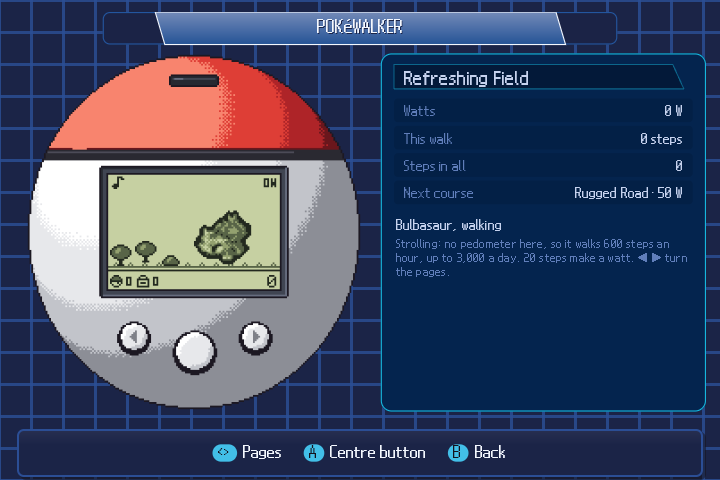 POKéWALKER
Refreshing Field
Watts 0 W
This walk 0 steps
Steps in all 0
Next course Rugged Road · 50 W
Bulbasaur, walking
Strolling: no pedometer here, so it walks 600 steps an
hour, up to 3,000 a day. 20 steps make a watt. ◀ ▶ turn
the pages.
0W
0 0 0
<> Pages A Centre button B Back